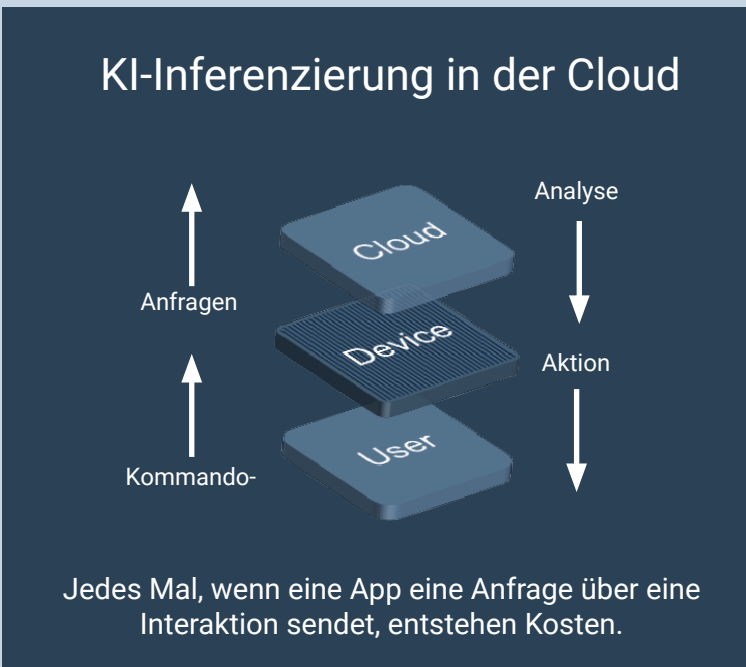 KI-Inferenzierung in der Cloud
Analyse
Cloud
Anfragen
Device
Aktion
User
Kommando-
Jedes Mal, wenn eine App eine Anfrage über eine
Interaktion sendet, entstehen Kosten.